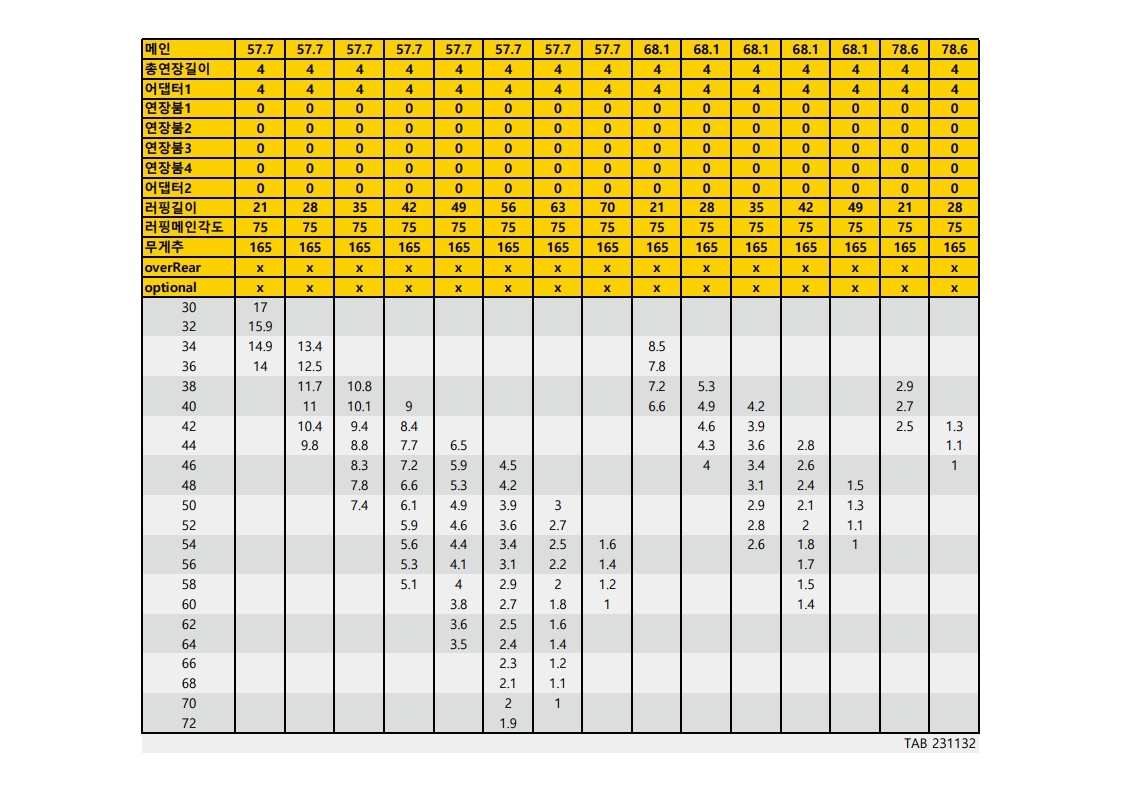 메인 57.7 57.7 57.7 57.7 57.7 57.7 57.7 57.7 68.1 68.1 68.1 68.1 68.1 78.6 78.6
총연장길이 4 4 4 4 4 4 4 4 4 4 4 4 4 4 4
어댑터1 4 4 4 4 4 4 4 4 4 4 4 4 4 4 4
연장붐1 0 0 0 0 0 0 0 0 0 0 0 0 0 0 0
연장붐2 0 0 0 0 0 0 0 0 0 0 0 0 0 0 0
연장붐3 0 0 0 0 0 0 0 0 0 0 0 0 0 0 0
연장붐4 0 0 0 0 0 0 0 0 0 0 0 0 0 0 0
어댑터2 0 0 0 0 0 0 0 0 0 0 0 0 0 0 0
러핑길이 21 28 35 42 49 56 63 70 21 28 35 42 49 21 28
러핑메인각도 75 75 75 75 75 75 75 75 75 75 75 75 75 75 75
무게추 165 165 165 165 165 165 165 165 165 165 165 165 165 165 165
overRear x x x x x x x x x x x x x x x
optional x x x x x x x x x x x x x x x
30 17
32 15.9
34 14.9 13.4 8.5
36 14 12.5 7.8
38 11.7 10.8 7.2 5.3 2.9
40 11 10.1 9 6.6 4.9 4.2 2.7
42 10.4 9.4 8.4 4.6 3.9 2.5 1.3
44 9.8 8.8 7.7 6.5 4.3 3.6 2.8 1.1
46 8.3 7.2 5.9 4.5 4 3.4 2.6 1
48 7.8 6.6 5.3 4.2 3.1 2.4 1.5
50 7.4 6.1 4.9 3.9 3 2.9 2.1 1.3
52 5.9 4.6 3.6 2.7 2.8 2 1.1
54 5.6 4.4 3.4 2.5 1.6 2.6 1.8 1
56 5.3 4.1 3.1 2.2 1.4 1.7
58 5.1 4 2.9 2 1.2 1.5
60 3.8 2.7 1.8 1 1.4
62 3.6 2.5 1.6
64 3.5 2.4 1.4
66 2.3 1.2
68 2.1 1.1
70 2 1
72 1.9
TAB 231132